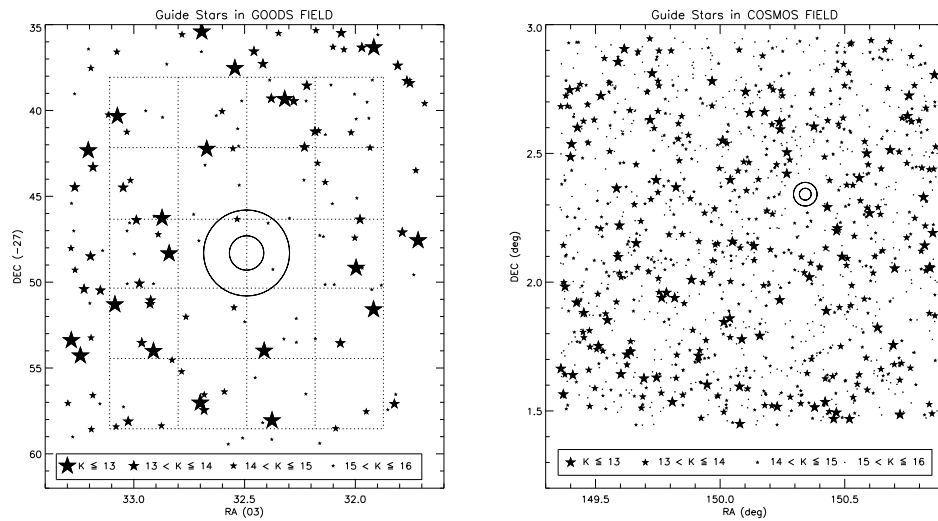 Guide Stars in GOODS FIELD
35
40
45
50
55
60
DEC (-27)
K ≦ 13
13 < K ≦ 14
14 < K ≦ 15
15 < K ≦ 16
33.0
32.5
32.0
RA (03)
Guide Stars in COSMOS FIELD
3.0
2.5
2.0
1.5
DEC (deg)
K ≦ 13
13 < K ≦ 14
14 < K ≦ 15
15 < K ≦ 16
149.5
150.0
150.5
RA (deg)